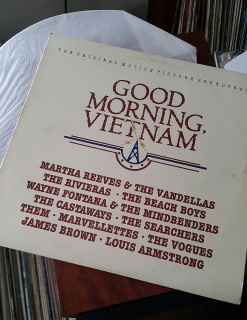 THE ORIGINAL MOTION PICTURE SOUNDTRACK
GOOD
MORNING,
VIETNAM
MARTHA REEVES & THE VANDELLAS
THE RIVIERAS · THE BEACH BOYS
WAYNE FONTANA & THE MINDBENDERS
THE CASTAWAYS · THE SEARCHERS
THEM · MARVELLETTES · THE VOGUES
JAMES BROWN · LOUIS ARMSTRONG